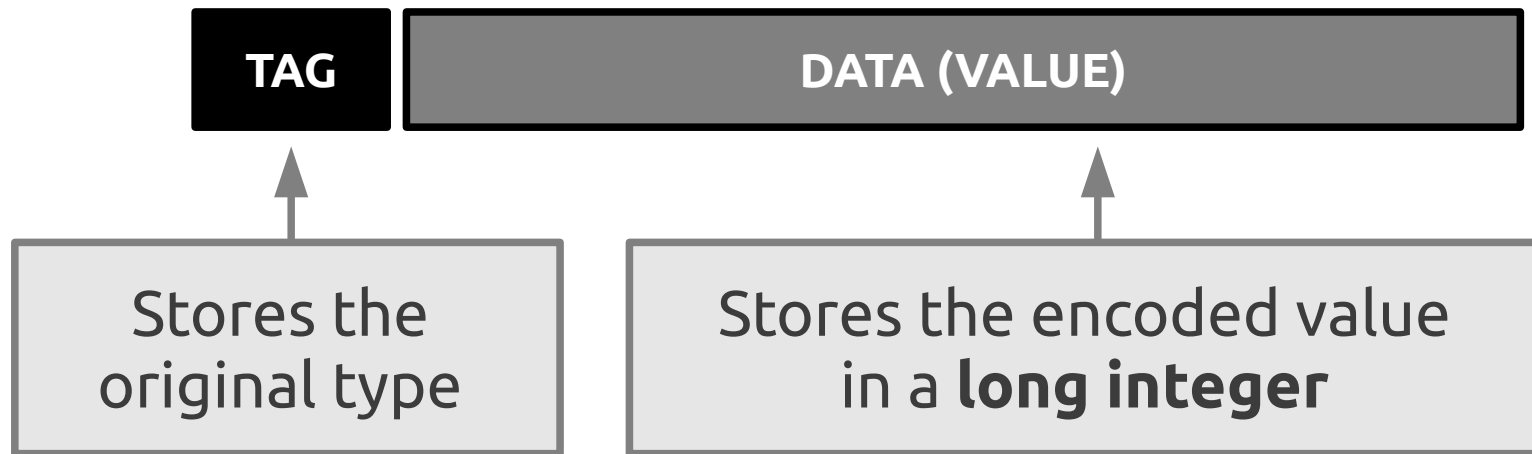 TAG
DATA (VALUE)
Stores the
original type
Stores the encoded value
in a long integer